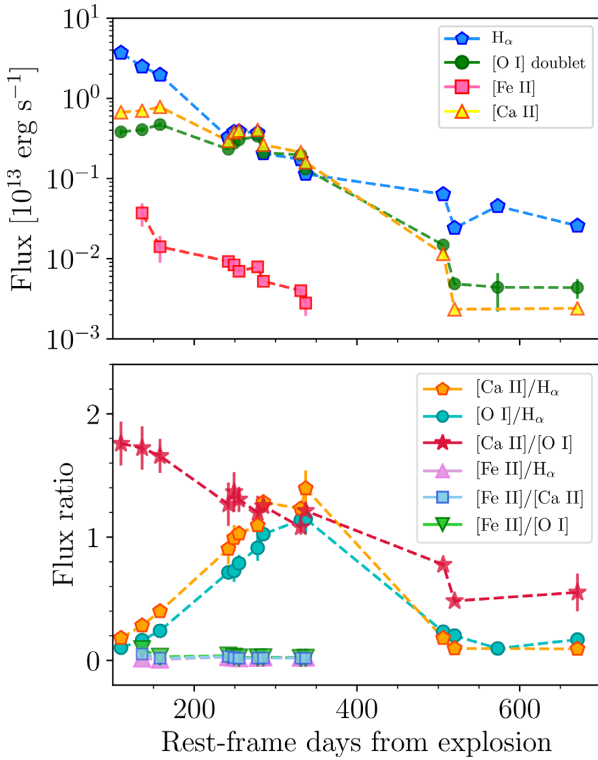 10^1
10^0
10^{-1}
10^{-2}
10^{-3}
Flux [10^{13} erg s^{-1}]
H_α
[O I] doublet
[Fe II]
[Ca II]
2
1
0
Flux ratio
[Ca II]/H_α
[O I]/H_α
[Ca II]/[O I]
[Fe II]/H_α
[Fe II]/[Ca II]
[Fe II]/[O I]
200
400
600
Rest-frame days from explosion